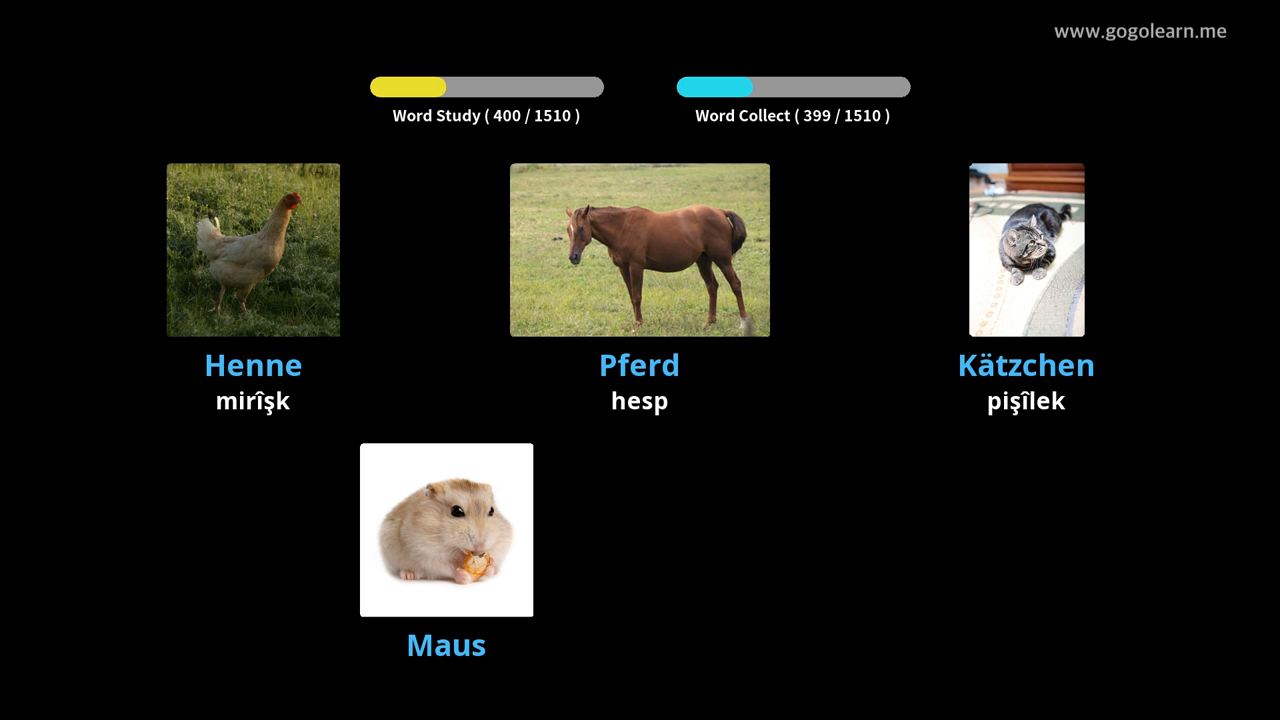 www.gogolearn.me
Word Study ( 400 / 1510 )
Word Collect ( 399 / 1510 )
Henne
mirîşk
Pferd
hesp
Kätzchen
pişîlek
Maus